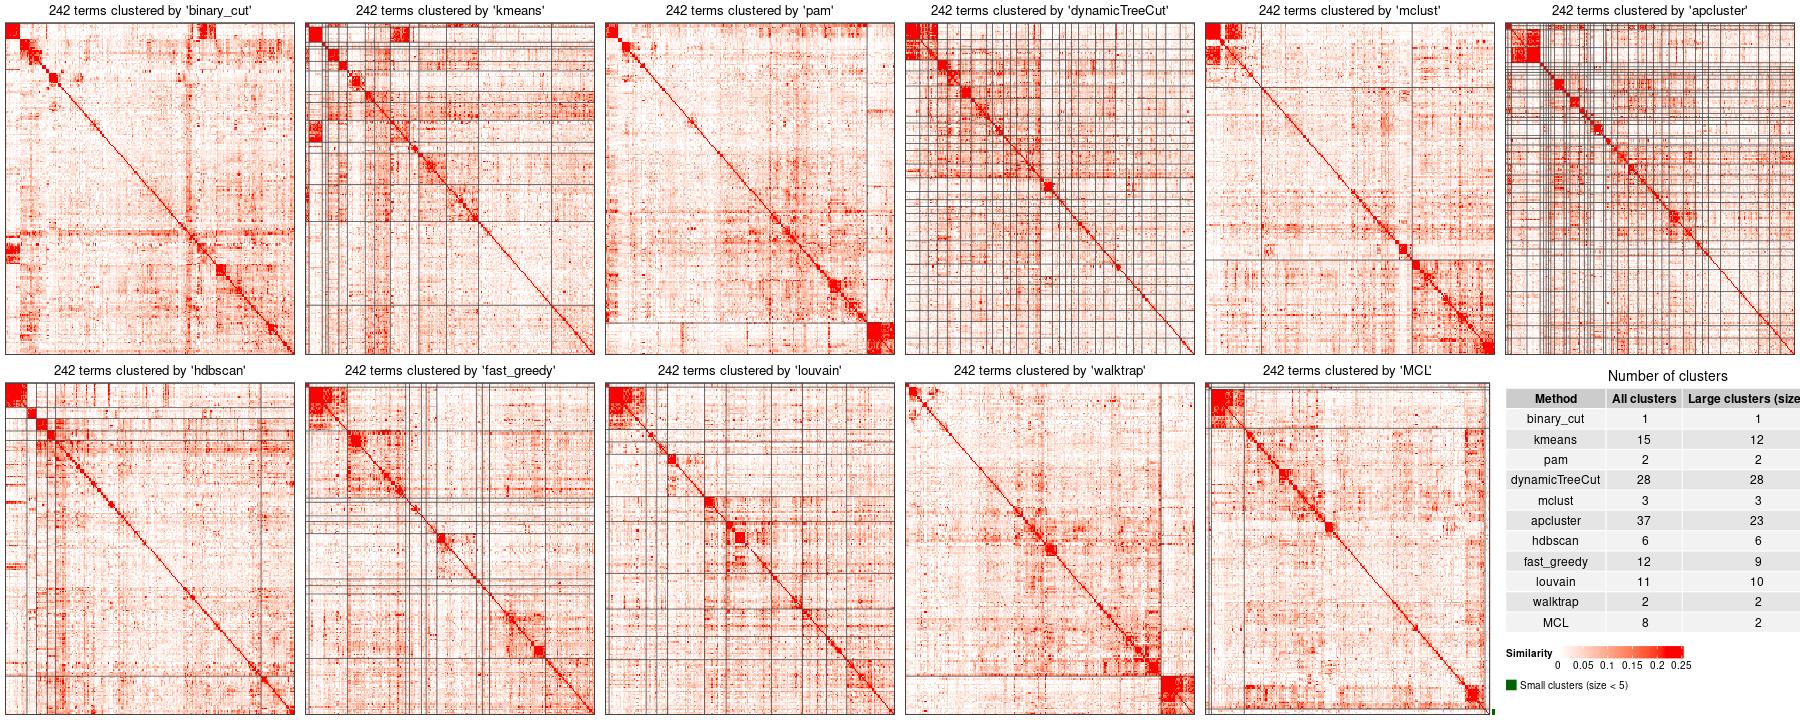 242 terms clustered by 'binary_cut'
242 terms clustered by 'kmeans'
242 terms clustered by 'pam'
242 terms clustered by 'dynamicTreeCut'
242 terms clustered by 'mclust'
242 terms clustered by 'apcluster'
242 terms clustered by 'hdbscan'
242 terms clustered by 'fast_greedy'
242 terms clustered by 'louvain'
242 terms clustered by 'walktrap'
242 terms clustered by 'MCL'
Number of clusters
Method All clusters Large clusters (size
binary_cut 1 1
kmeans 15 12
pam 2 2
dynamicTreeCut 28 28
mclust 3 3
apcluster 37 23
hdbscan 6 6
fast_greedy 12 9
louvain 11 10
walktrap 2 2
MCL 8 2
Similarity
0 0.05 0.1 0.15 0.2 0.25
Small clusters (size < 5)